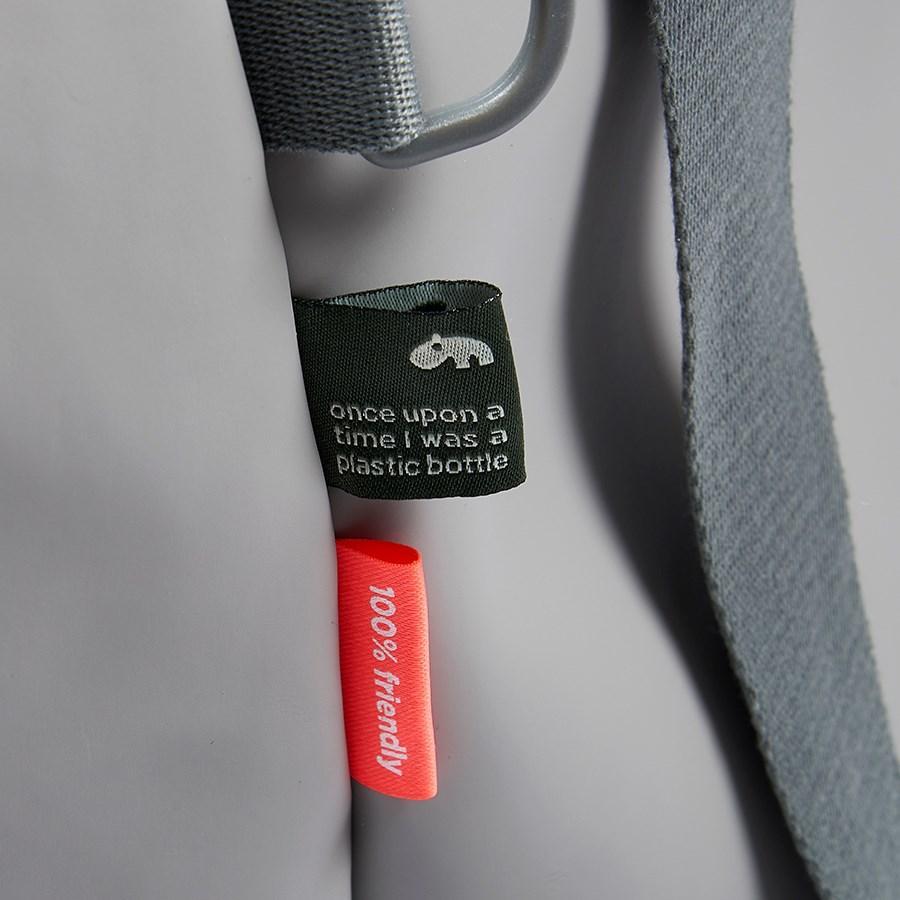 once upon a
time I was a
plastic bottle
100% friendly